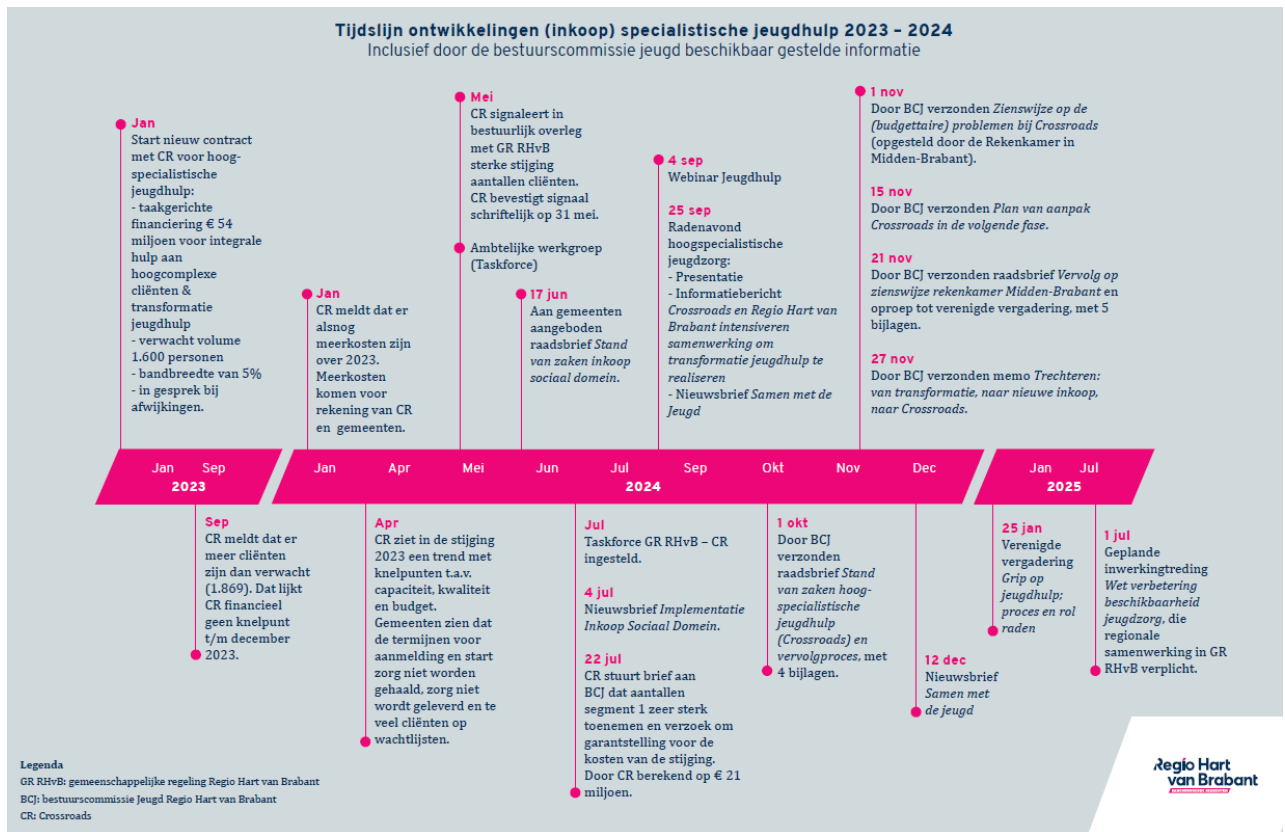 Tijdslijn ontwikkelingen (inkoop) specialistische jeugdhulp 2023 – 2024
Inclusief door de bestuurscommissie jeugd beschikbaar gestelde informatie
Jan
Start nieuw contract
met CR voor hoog-
specialistische
jeugdhulp:
- taakgerichte
financiering € 54
miljoen voor integrale
hulp aan
hoogcomplexe
cliënten &
transformatie
jeugdhulp
- verwacht volume
1.600 personen
- bandbreedte van 5%
- in gesprek bij
afwijkingen.
Jan
CR meldt dat er
alsnog
meerkosten zijn
over 2023.
Meerkosten
komen voor
rekening van CR
en gemeenten.
Mei
CR signaleert in
bestuurlijk overleg
met GR RHvB
sterke stijging
aantallen cliënten.
CR bevestigt signaal
schriftelijk op 31 mei.
Ambtelijke werkgroep
(Taskforce)
17 jun
Aan gemeenten
aangeboden
raadsbrief Stand
van zaken inkoop
sociaal domein.
4 sep
Webinar Jeugdhulp
25 sep
Radenavond
hoogspecialistische
jeugdzorg:
- Presentatie
- Informatiebericht
Crossroads en Regio Hart van
Brabant intensiveren
samenwerking om
transformatie jeugdhulp te
realiseren
- Nieuwsbrief Samen met de
Jeugd
1 nov
Door BCJ verzonden Zienswijze op de
(budgettaire) problemen bij Crossroads
(opgesteld door de Rekenkamer in
Midden-Brabant).
15 nov
Door BCJ verzonden Plan van aanpak
Crossroads in de volgende fase.
21 nov
Door BCJ verzonden raadsbrief Vervolg op
zienswijze rekenkamer Midden-Brabant en
oproep tot verenigde vergadering, met 5
bijlagen.
27 nov
Door BCJ verzonden memo Trechteren:
van transformatie, naar nieuwe inkoop,
naar Crossroads.
Jan Sep
2023
Jan Apr Mei Jun Jul Sep Okt Nov Dec
2024
Jan Jul
2025
Sep
CR meldt dat er
meer cliënten
zijn dan verwacht
(1.869). Dat lijkt
CR financieel
geen knelpunt
t/m december
2023.
Apr
CR ziet in de stijging
2023 een trend met
knelpunten t.a.v.
capaciteit, kwaliteit
en budget.
Gemeenten zien dat
de termijnen voor
aanmelding en start
zorg niet worden
gehaald, zorg niet
wordt geleverd en te
veel cliënten op
wachtlijsten.
Jul
Taskforce GR RHvB – CR
ingesteld.
4 jul
Nieuwsbrief Implementatie
Inkoop Sociaal Domein.
22 jul
CR stuurt brief aan
BCJ dat aantallen
segment 1 zeer sterk
toenemen en verzoek om
garantstelling voor de
kosten van de stijging.
Door CR berekend op € 21
miljoen.
1 okt
Door BCJ
verzonden
raadsbrief Stand
van zaken hoog-
specialistische
jeugdhulp
(Crossroads) en
vervolgproces, met
4 bijlagen.
12 dec
Nieuwsbrief
Samen met
de jeugd
25 jan
Verenigde
vergadering
Grip op
jeugdhulp;
proces en rol
raden
1 jul
Geplande
inwerkingtreding
Wet verbetering
beschikbaarheid
jeugdzorg, die
regionale
samenwerking in GR
RHvB verplicht.
Legenda
GR RHvB: gemeenschappelijke regeling Regio Hart van Brabant
BCJ: bestuurscommissie Jeugd Regio Hart van Brabant
CR: Crossroads
Regio Hart
van Brabant